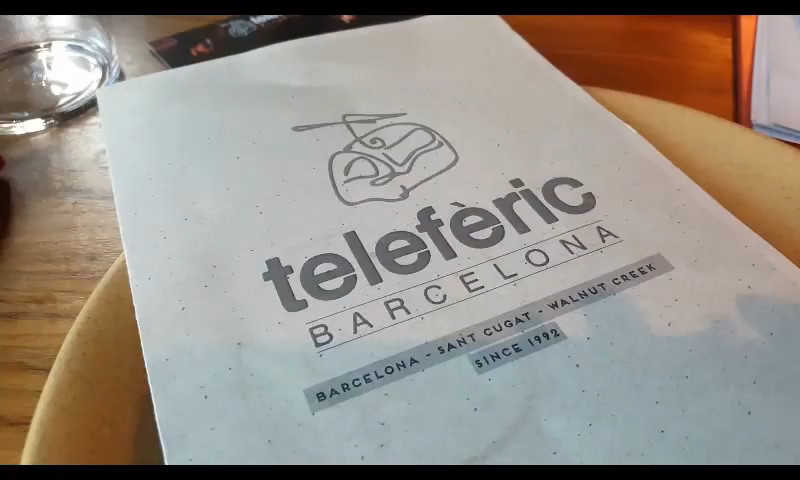 telefèric
BARCELONA
BARCELONA - SANT CUGAT - WALNUT CREEK
SINCE 1992